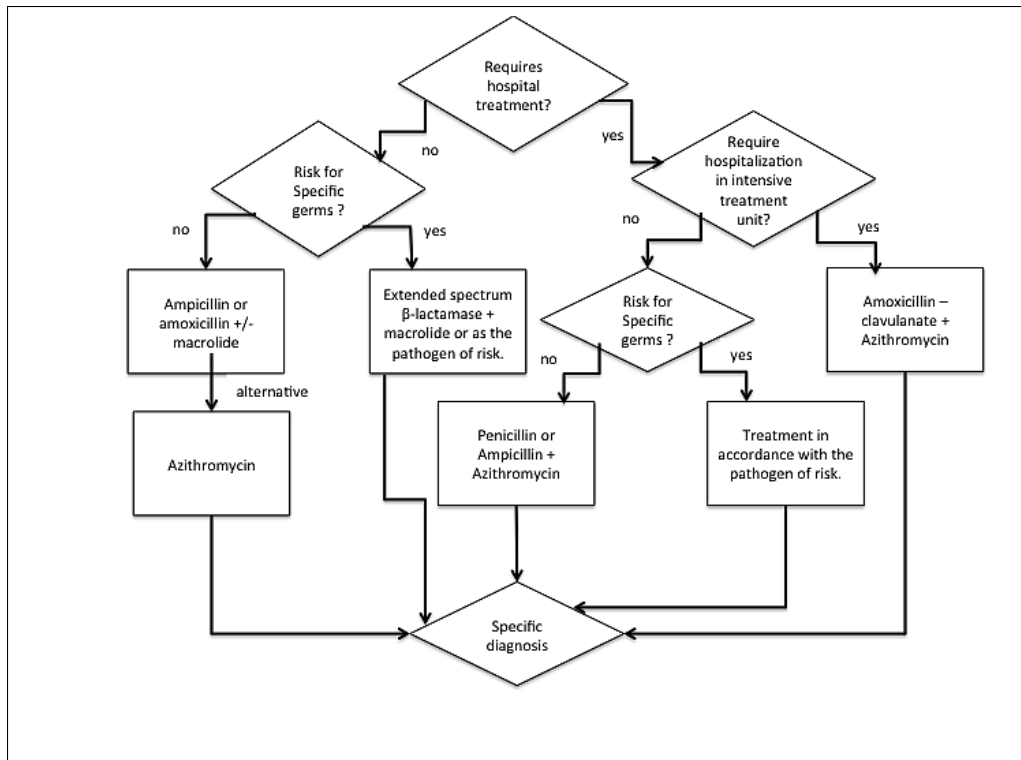 Requires
hospital
treatment?
no
yes
Risk for
Specific
germs ?
Require
hospitalization
in intensive
treatment
unit?
no
yes
no
yes
Ampicillin or
amoxicillin +/-
macrolide
Extended spectrum
β-lactamase +
macrolide or as the
pathogen of risk.
Risk for
Specific
germs ?
Amoxicillin –
clavulanate +
Azithromycin
alternative
no
yes
Azithromycin
Penicillin or
Ampicillin +
Azithromycin
Treatment in
accordance with the
pathogen of risk.
Specific
diagnosis